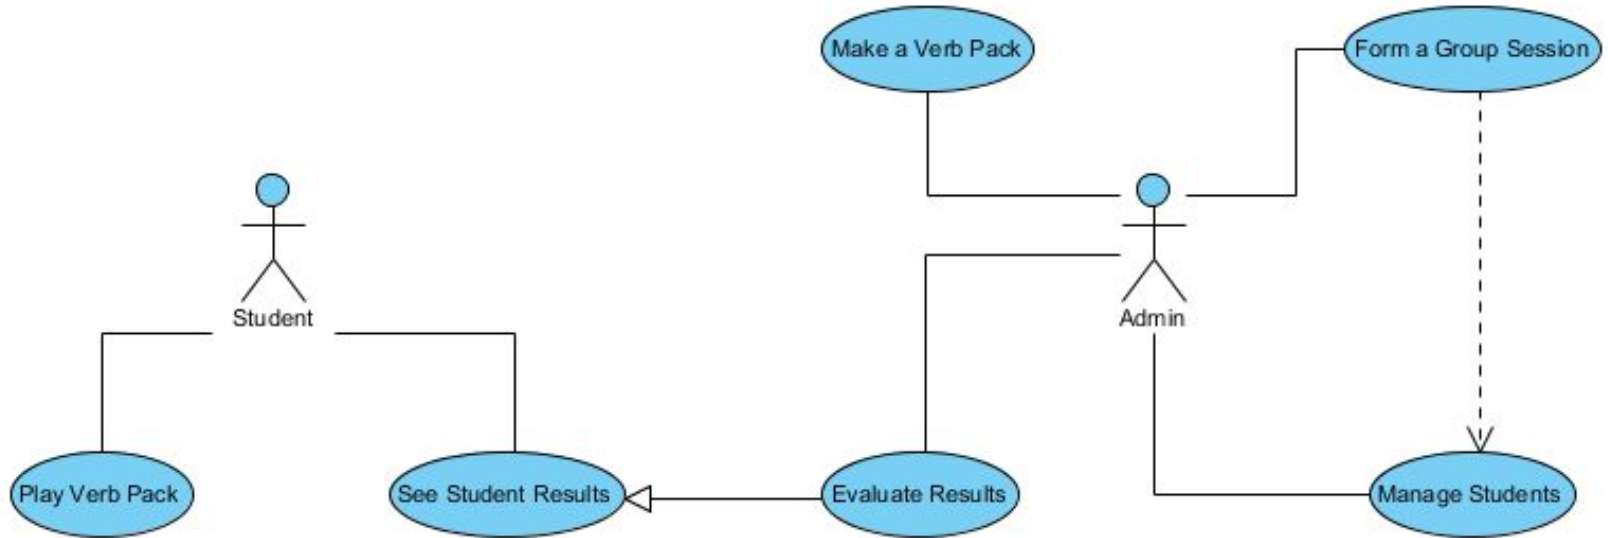 Make a Verb Pack
Form a Group Session
Student
Admin
Play Verb Pack
See Student Results
Evaluate Results
Manage Students